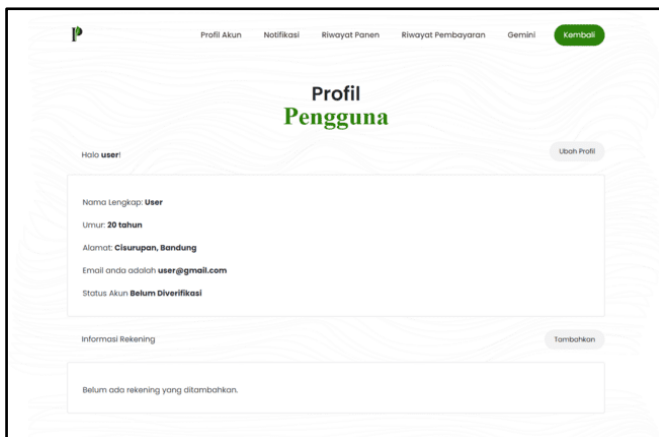 P
Profil Akun Notifikasi Riwayat Panen Riwayat Pembayaran Gemini Kembali
Profil
Pengguna
Halo user!
Ubah Profil
Nama Lengkap: User
Umur: 20 tahun
Alamat: Cisurupan, Bandung
Email anda adalah user@gmail.com
Status Akun Belum Diverifikasi
Informasi Rekening
Tambahkan
Belum ada rekening yang ditambahkan.